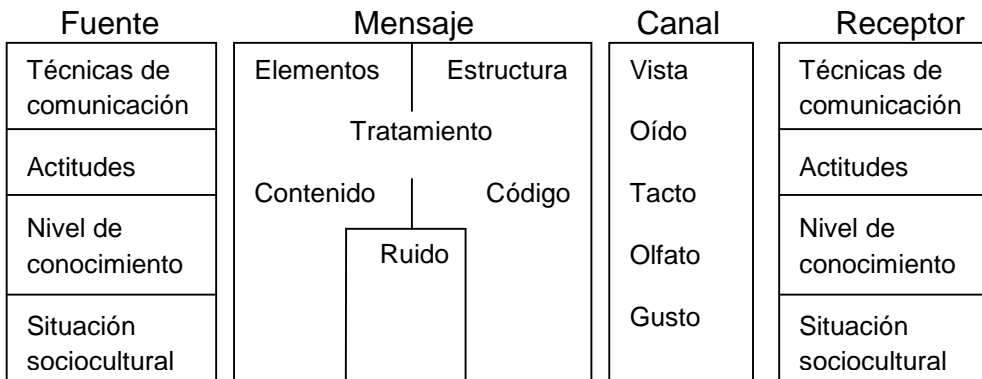 Fuente
Mensaje
Canal
Receptor
Técnicas de
comunicación
Actitudes
Nivel de
conocimiento
Situación
sociocultural
Elementos
Estructura
Tratamiento
Contenido
Código
Ruido
Vista
Oído
Tacto
Olfato
Gusto
Técnicas de
comunicación
Actitudes
Nivel de
conocimiento
Situación
sociocultural